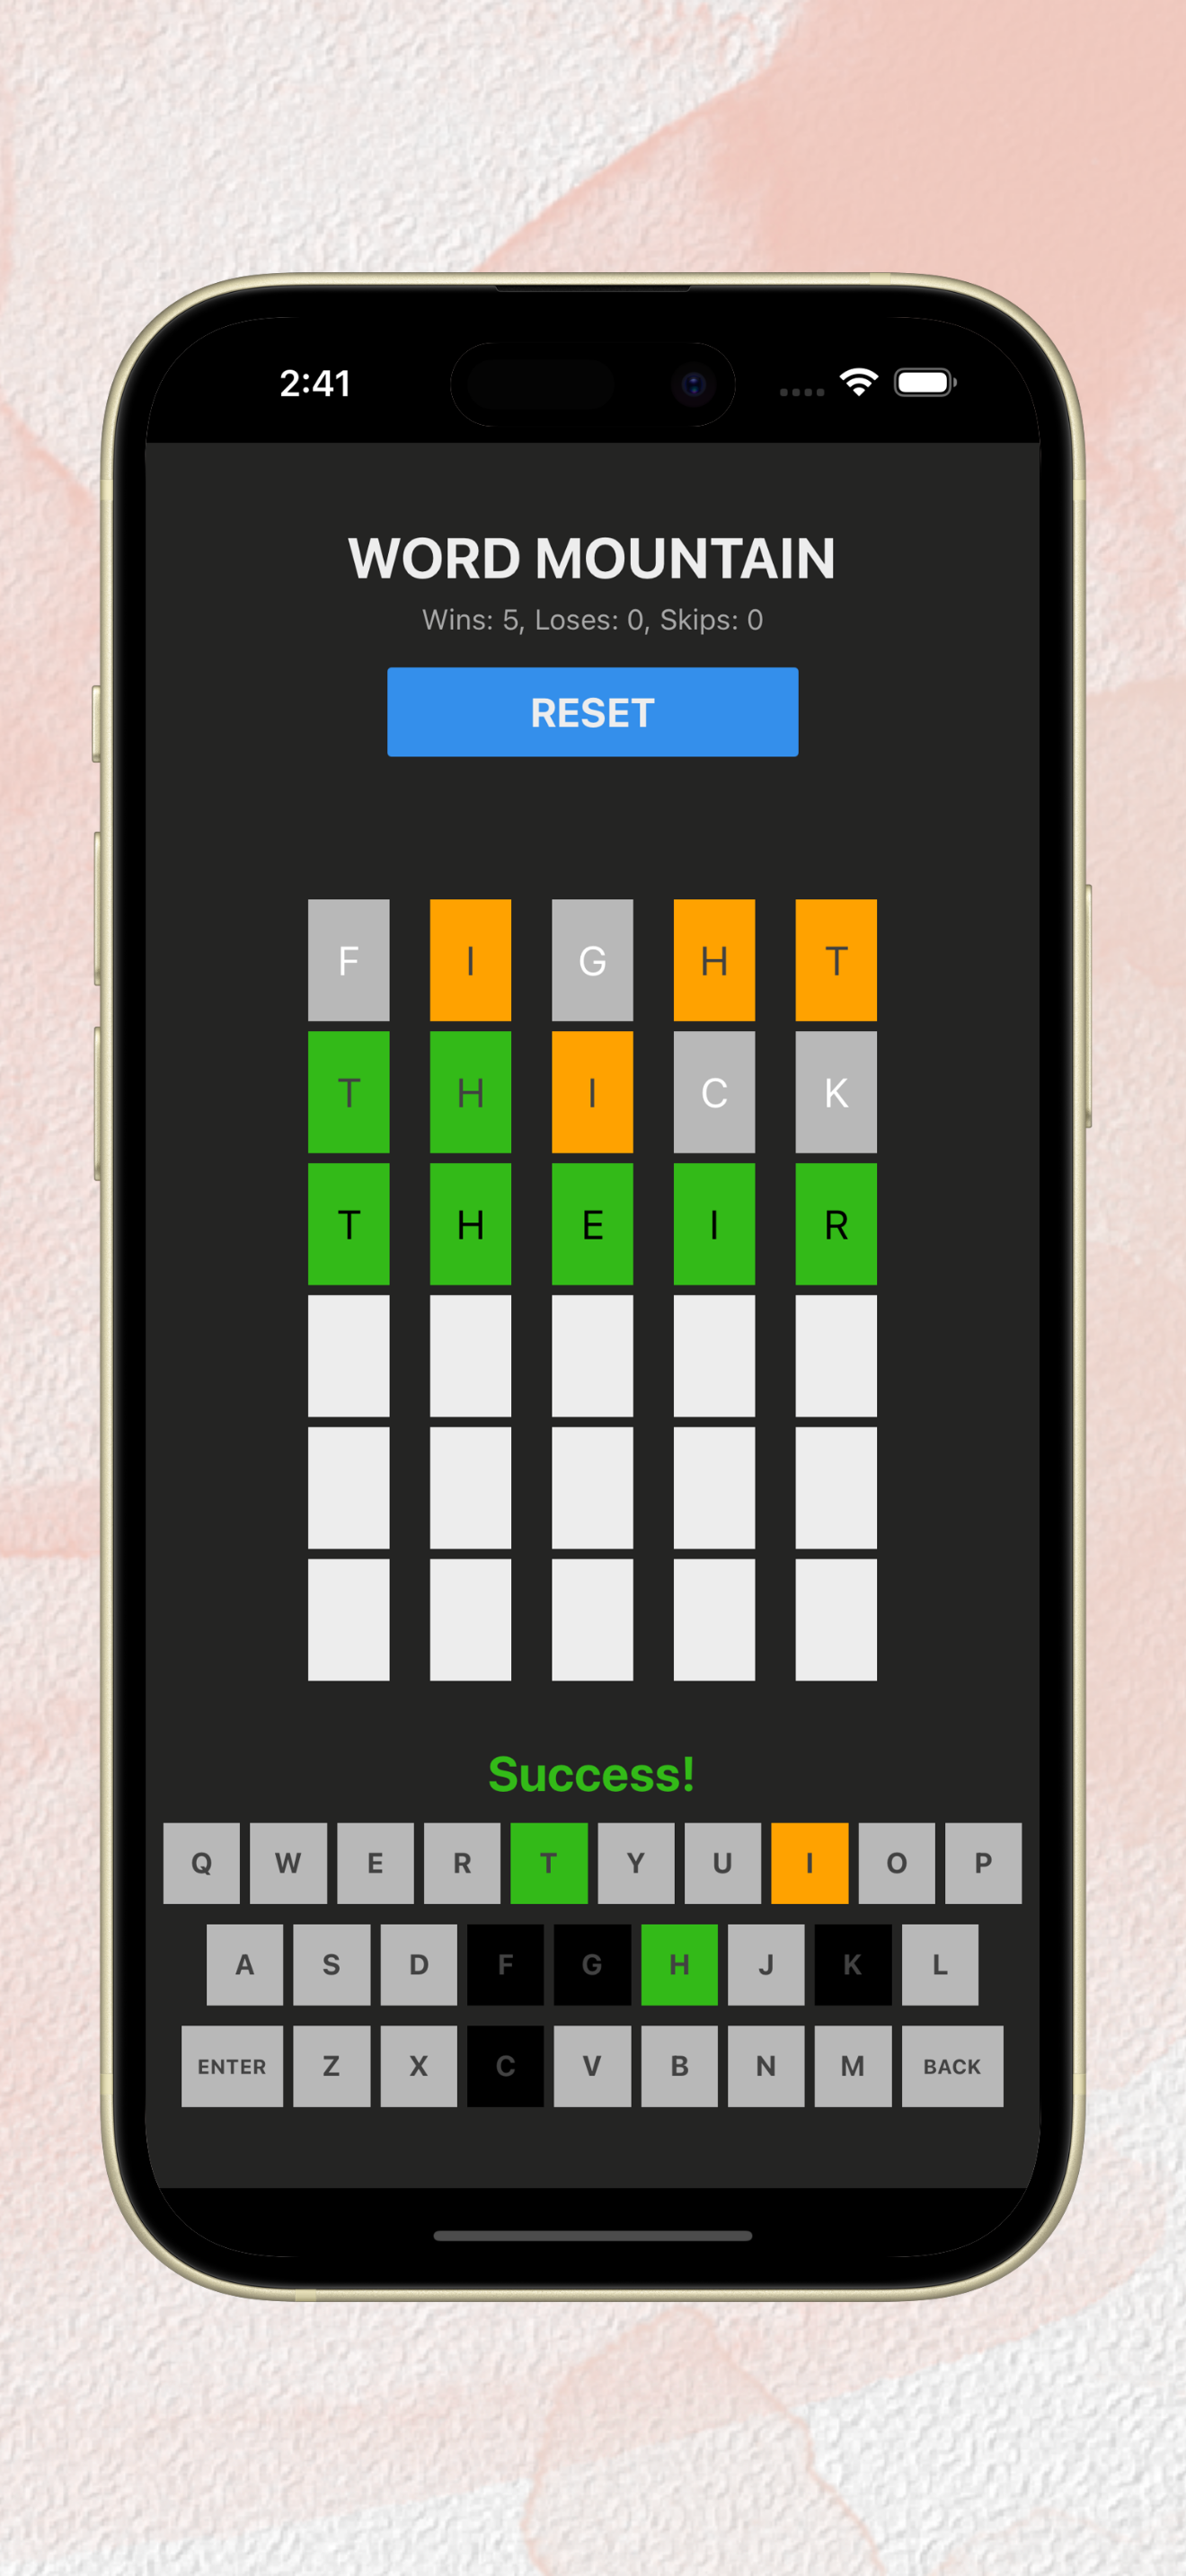 2:41
WORD MOUNTAIN
Wins: 5, Loses: 0, Skips: 0
RESET
F I G H T
T H I C K
T H E I R
Success!
Q W E R T Y U I O P
A S D F G H J K L
ENTER Z X C V B N M BACK